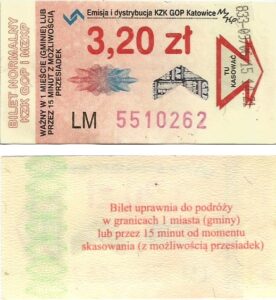 BILET NORMALNY
KZK GOP i MZKP
WAŻNY W 1 MIEŚCIE (GMINIE) LUB
PRZEZ 15 MINUT Z MOŻLIWOŚCIĄ
PRZESIADEK
Emisja i dystrybucja KZK GOP Katowice
3,20 zł
TU
KASOWAĆ
LM 5510262
Bilet uprawnia do podróży
w granicach 1 miasta (gminy)
lub przez 15 minut od momentu
skasowania (z możliwością przesiadek)